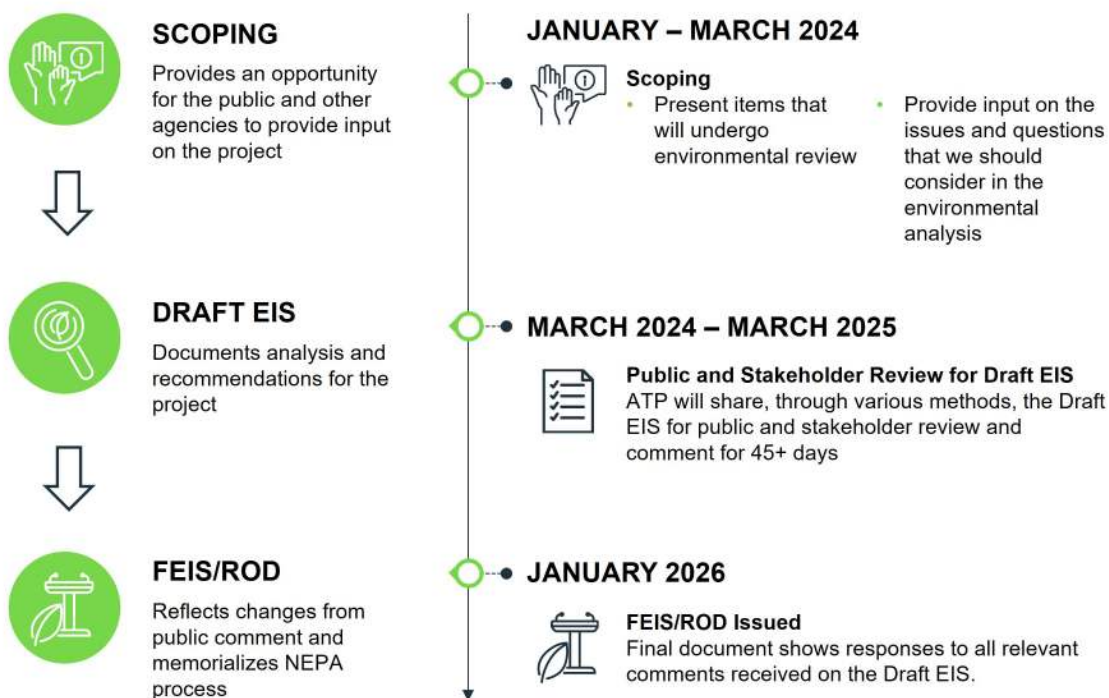 SCOPING
Provides an opportunity
for the public and other
agencies to provide input
on the project
DRAFT EIS
Documents analysis and
recommendations for the
project
FEIS/ROD
Reflects changes from
public comment and
memorializes NEPA
process
JANUARY – MARCH 2024
Scoping
• Present items that
will undergo
environmental review
• Provide input on the
issues and questions
that we should
consider in the
environmental
analysis
MARCH 2024 – MARCH 2025
Public and Stakeholder Review for Draft EIS
ATP will share, through various methods, the Draft
EIS for public and stakeholder review and
comment for 45+ days
JANUARY 2026
FEIS/ROD Issued
Final document shows responses to all relevant
comments received on the Draft EIS.